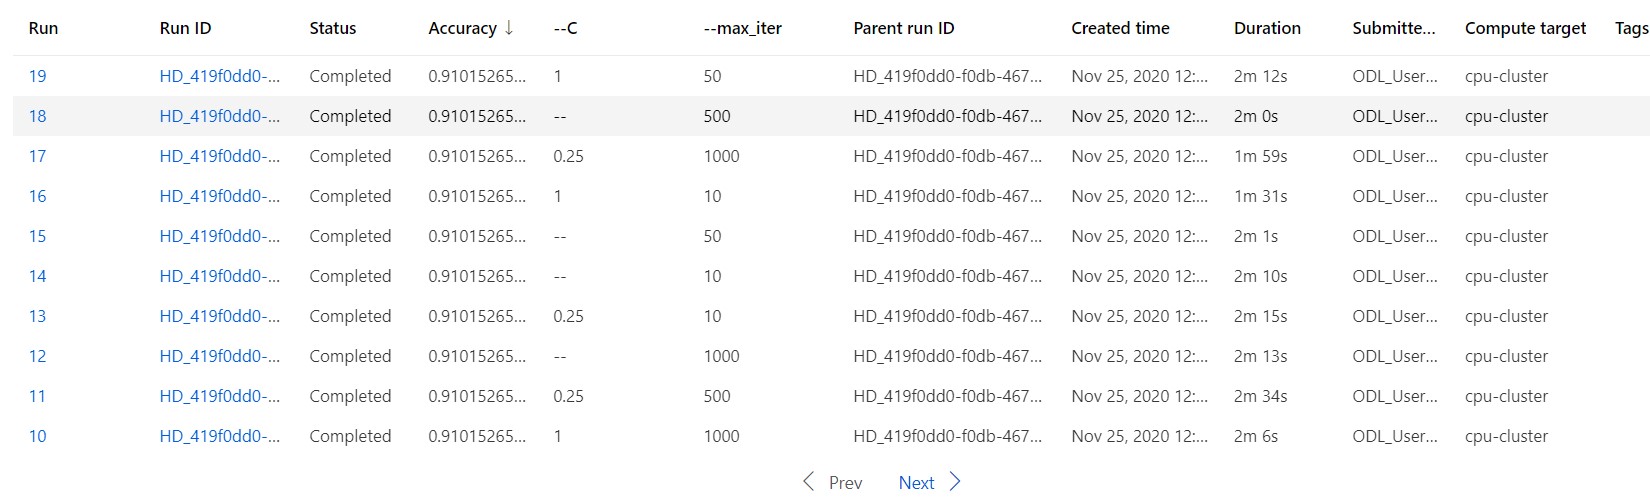 Run Run ID Status Accuracy ↓ --C --max_iter Parent run ID Created time Duration Submitte... Compute target Tags
19 HD_419f0dd0-... Completed 0.91015265... 1 50 HD_419f0dd0-f0db-467... Nov 25, 2020 12:... 2m 12s ODL_User... cpu-cluster
18 HD_419f0dd0-... Completed 0.91015265... -- 500 HD_419f0dd0-f0db-467... Nov 25, 2020 12:... 2m 0s ODL_User... cpu-cluster
17 HD_419f0dd0-... Completed 0.91015265... 0.25 1000 HD_419f0dd0-f0db-467... Nov 25, 2020 12:... 1m 59s ODL_User... cpu-cluster
16 HD_419f0dd0-... Completed 0.91015265... 1 10 HD_419f0dd0-f0db-467... Nov 25, 2020 12:... 1m 31s ODL_User... cpu-cluster
15 HD_419f0dd0-... Completed 0.91015265... -- 50 HD_419f0dd0-f0db-467... Nov 25, 2020 12:... 2m 1s ODL_User... cpu-cluster
14 HD_419f0dd0-... Completed 0.91015265... -- 10 HD_419f0dd0-f0db-467... Nov 25, 2020 12:... 2m 10s ODL_User... cpu-cluster
13 HD_419f0dd0-... Completed 0.91015265... 0.25 10 HD_419f0dd0-f0db-467... Nov 25, 2020 12:... 2m 15s ODL_User... cpu-cluster
12 HD_419f0dd0-... Completed 0.91015265... -- 1000 HD_419f0dd0-f0db-467... Nov 25, 2020 12:... 2m 13s ODL_User... cpu-cluster
11 HD_419f0dd0-... Completed 0.91015265... 0.25 500 HD_419f0dd0-f0db-467... Nov 25, 2020 12:... 2m 34s ODL_User... cpu-cluster
10 HD_419f0dd0-... Completed 0.91015265... 1 1000 HD_419f0dd0-f0db-467... Nov 25, 2020 12:... 2m 6s ODL_User... cpu-cluster
Prev Next